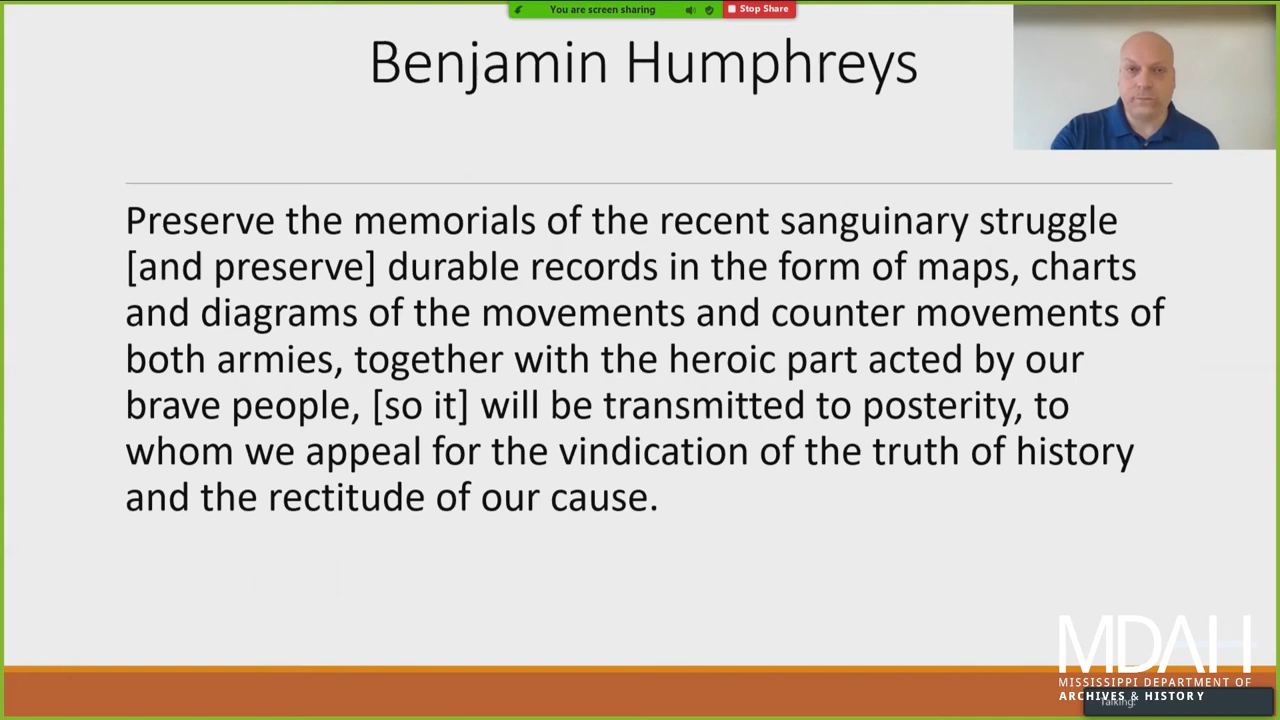 You are screen sharing
Stop Share
Benjamin Humphreys
Preserve the memorials of the recent sanguinary struggle
[and preserve] durable records in the form of maps, charts
and diagrams of the movements and counter movements of
both armies, together with the heroic part acted by our
brave people, [so it] will be transmitted to posterity, to
whom we appeal for the vindication of the truth of history
and the rectitude of our cause.
MDAH
MISSISSIPPI DEPARTMENT OF
ARCHIVES & HISTORY
Talking: